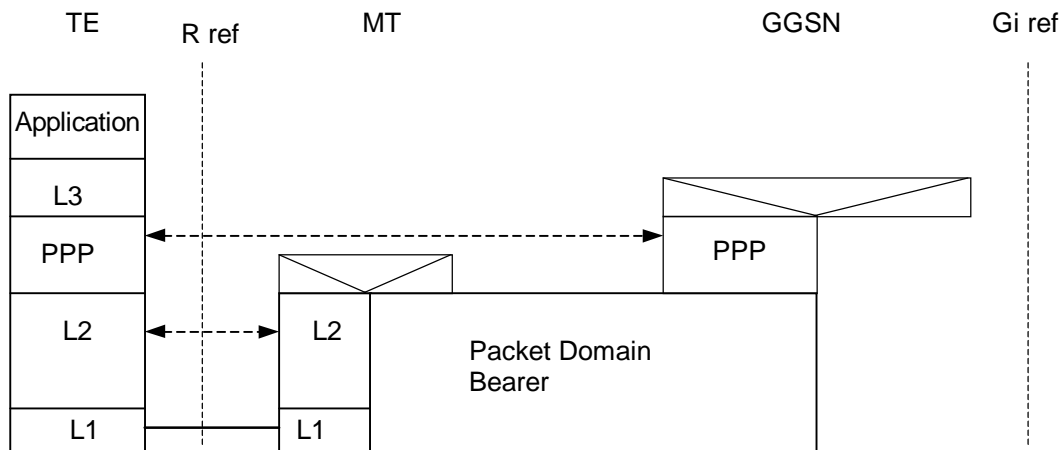 TE
R ref
MT
GGSN
Gi ref
Application
L3
PPP
PPP
L2
L2
Packet Domain
Bearer
L1
L1